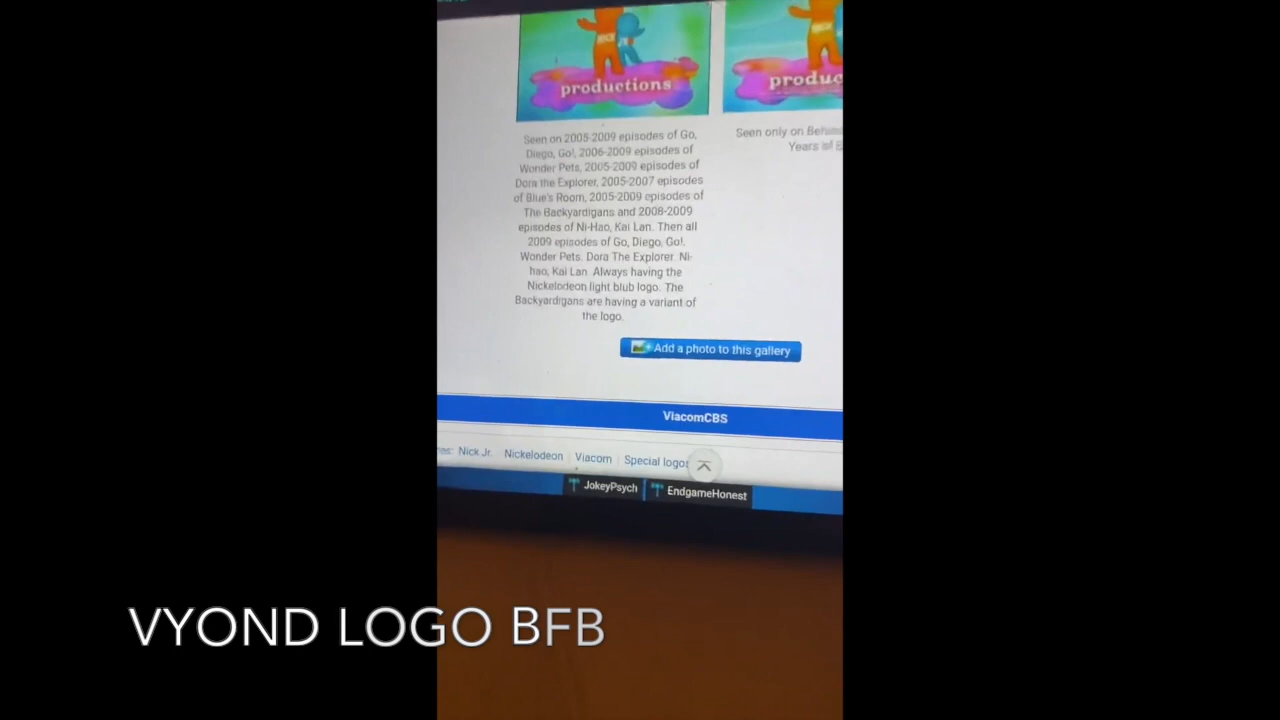 productions
produc
Seen on 2005-2009 episodes of Go,
Diego, Go!, 2006-2009 episodes of
Wonder Pets, 2005-2009 episodes of
Dora the Explorer, 2005-2007 episodes
of Blue's Room, 2005-2009 episodes of
The Backyardigans and 2008-2009
episodes of Ni-Hao, Kai Lan. Then all
2009 episodes of Go, Diego, Go!.
Wonder Pets. Dora The Explorer. Ni-
hao, Kai Lan. Always having the
Nickelodeon light blub logo. The
Backyardigans are having a variant of
the logo.
Seen only on
Years of
Add a photo to this gallery
ViacomCBS
Nick Jr. Nickelodeon Viacom Special logos
JokeyPsych EndgameHonest
VYOND LOGO BFB